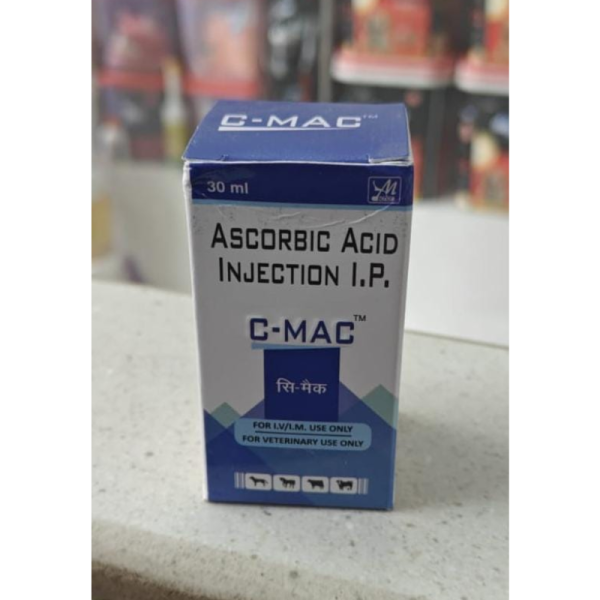 C-MAC™
30 ml
ASCORBIC ACID
INJECTION I.P.
C-MAC™
सि-मैक
FOR I.V/I.M. USE ONLY
FOR VETERINARY USE ONLY